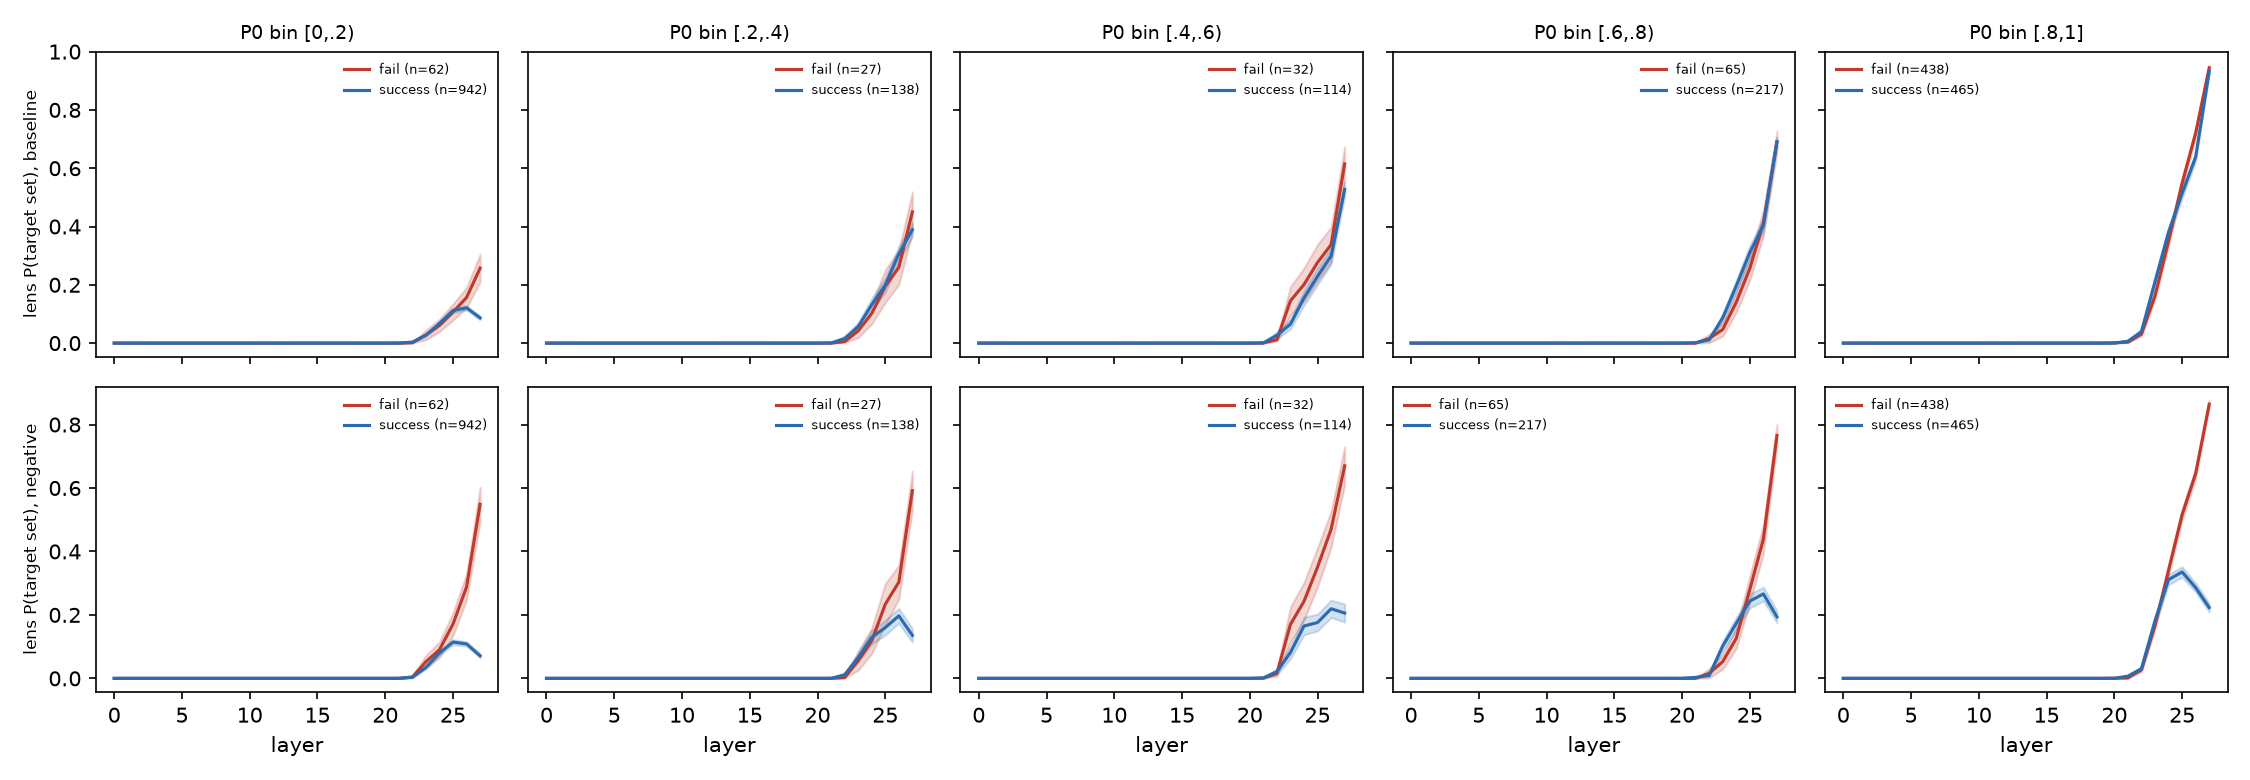 P0 bin [0,.2)
P0 bin [.2,.4)
P0 bin [.4,.6)
P0 bin [.6,.8)
P0 bin [.8,1]
lens P(target set), baseline
1.0
0.8
0.6
0.4
0.2
0.0
fail (n=62)
success (n=942)
fail (n=27)
success (n=138)
fail (n=32)
success (n=114)
fail (n=65)
success (n=217)
fail (n=438)
success (n=465)
lens P(target set), negative
0.8
0.6
0.4
0.2
0.0
fail (n=62)
success (n=942)
fail (n=27)
success (n=138)
fail (n=32)
success (n=114)
fail (n=65)
success (n=217)
fail (n=438)
success (n=465)
0 5 10 15 20 25
0 5 10 15 20 25
0 5 10 15 20 25
0 5 10 15 20 25
0 5 10 15 20 25
layer
layer
layer
layer
layer